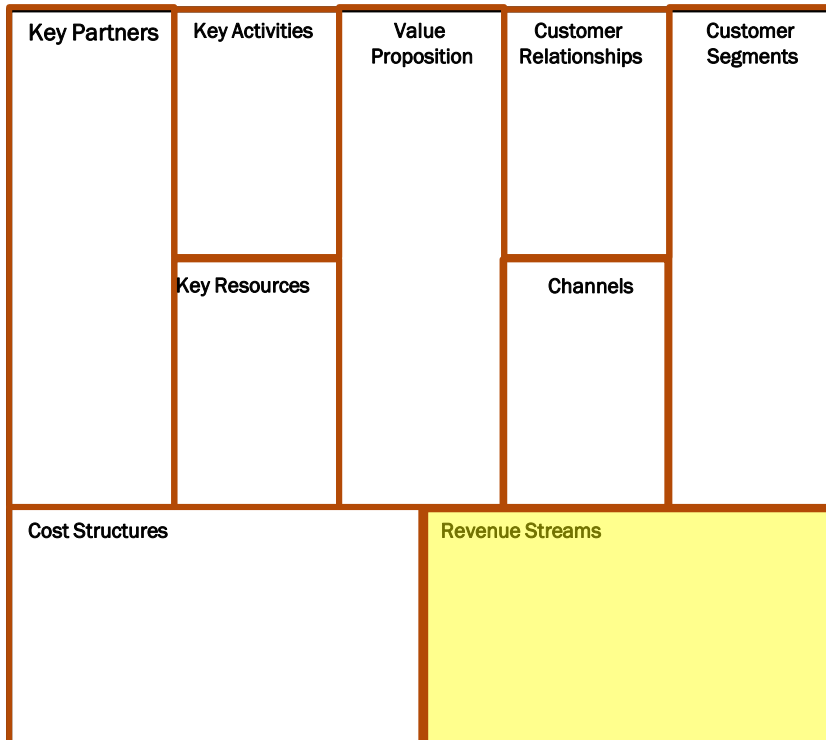 Key Partners
Key Activities
Value
Proposition
Customer
Relationships
Customer
Segments
Key Resources
Channels
Cost Structures
Revenue Streams